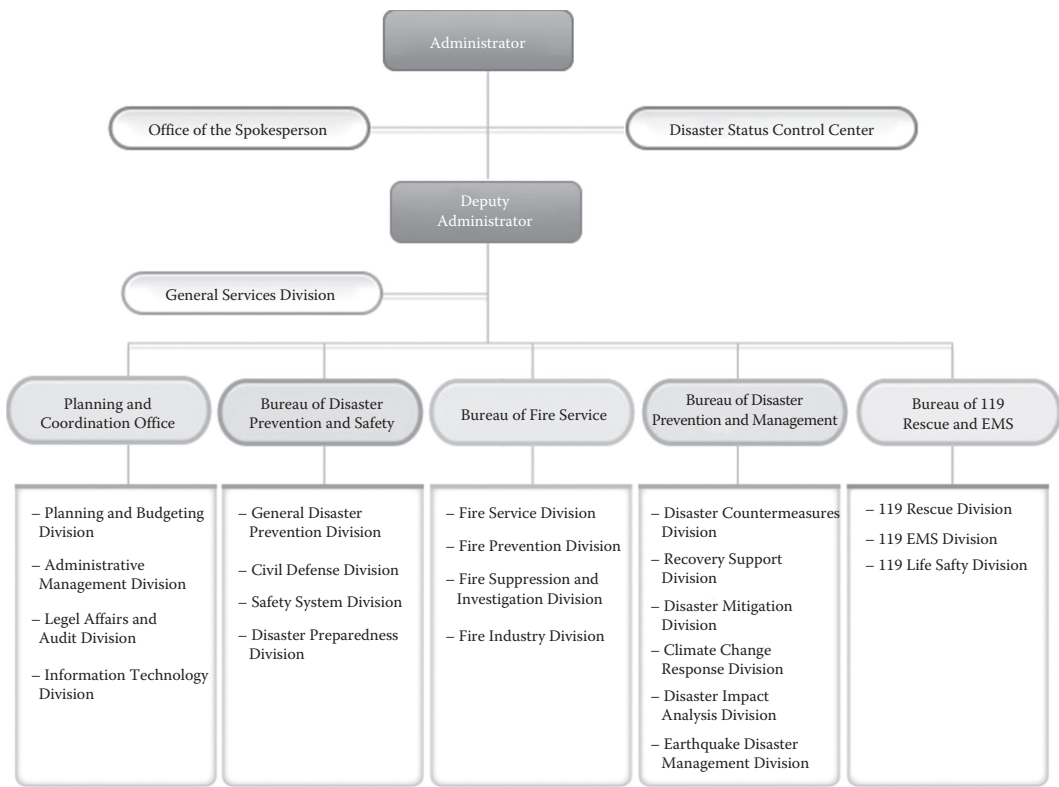 Administrator
Office of the Spokesperson
Disaster Status Control Center
Deputy
Administrator
General Services Division
Planning and
Coordination Office
Bureau of Disaster
Prevention and Safety
Bureau of Fire Service
Bureau of Disaster
Prevention and Management
Bureau of 119
Rescue and EMS
– Planning and Budgeting
Division
– Administrative
Management Division
– Legel Affairs and
Audit Division
– Information Technology
Division
– General Disaster
Prevention Division
– Civil Defense Division
– Safety System Division
– Disaster Preparedness
Division
– Fire Service Division
– Fire Prevention Division
– Fire Suppression and
Investigation Division
– Fire Industry Division
– Disaster Countermeasures
Division
– Recovery Support
Division
– Disaster Mitigation
Division
– Climate Change
Response Division
– Disaster Impact
Analysis Division
– Earthquake Disaster
Management Division
– 119 Rescue Division
– 119 EMS Division
– 119 Life Safty Division